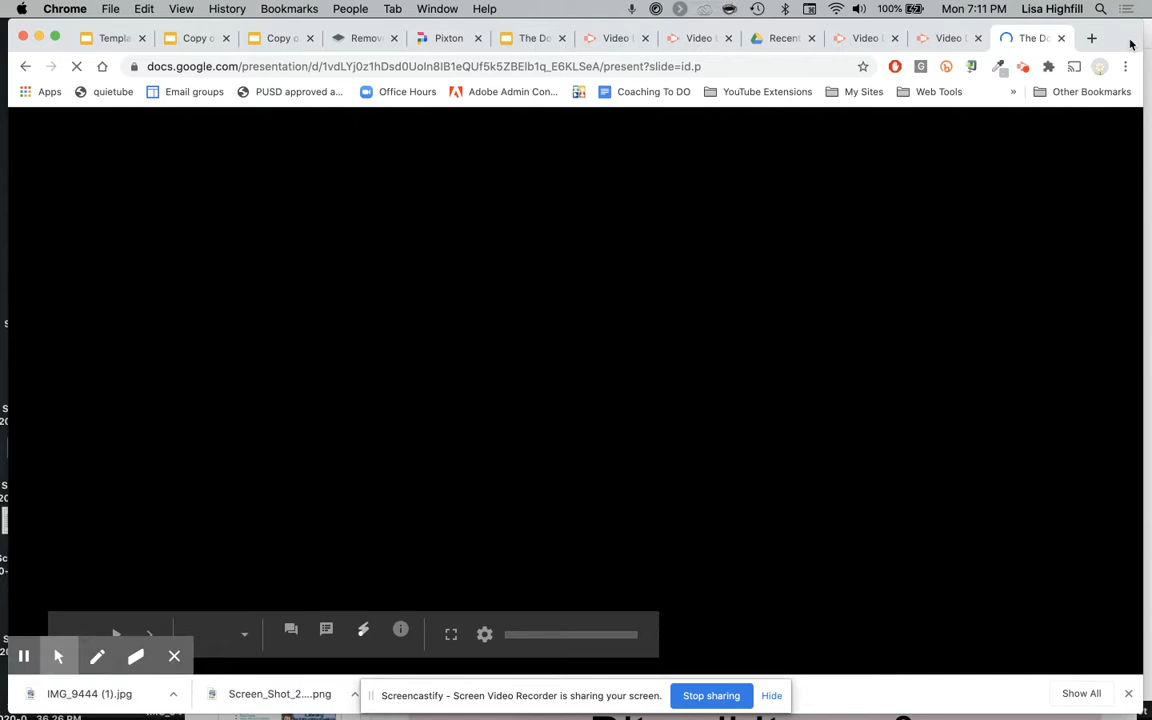 Chrome File Edit View History Bookmarks People Tab Window Help 100% Mon 7:11 PM Lisa Highfill
Templa Copy o Copy o Remov Pixton The Do Video L Video L Recent Video L Video L The Do
docs.google.com/presentation/d/1vdLYj0z1hDsd0UoIn8IB1eQUf5k5ZBEIb1q_E6KLSeA/present?slide=id.p
Apps quietube Email groups PUSD approved a... Office Hours Adobe Admin Con... Coaching To DO YouTube Extensions My Sites Web Tools » Other Bookmarks
IMG_9444 (1).jpg Screen_Shot_2....png Screencastify - Screen Video Recorder is sharing your screen. Stop sharing Hide Show All